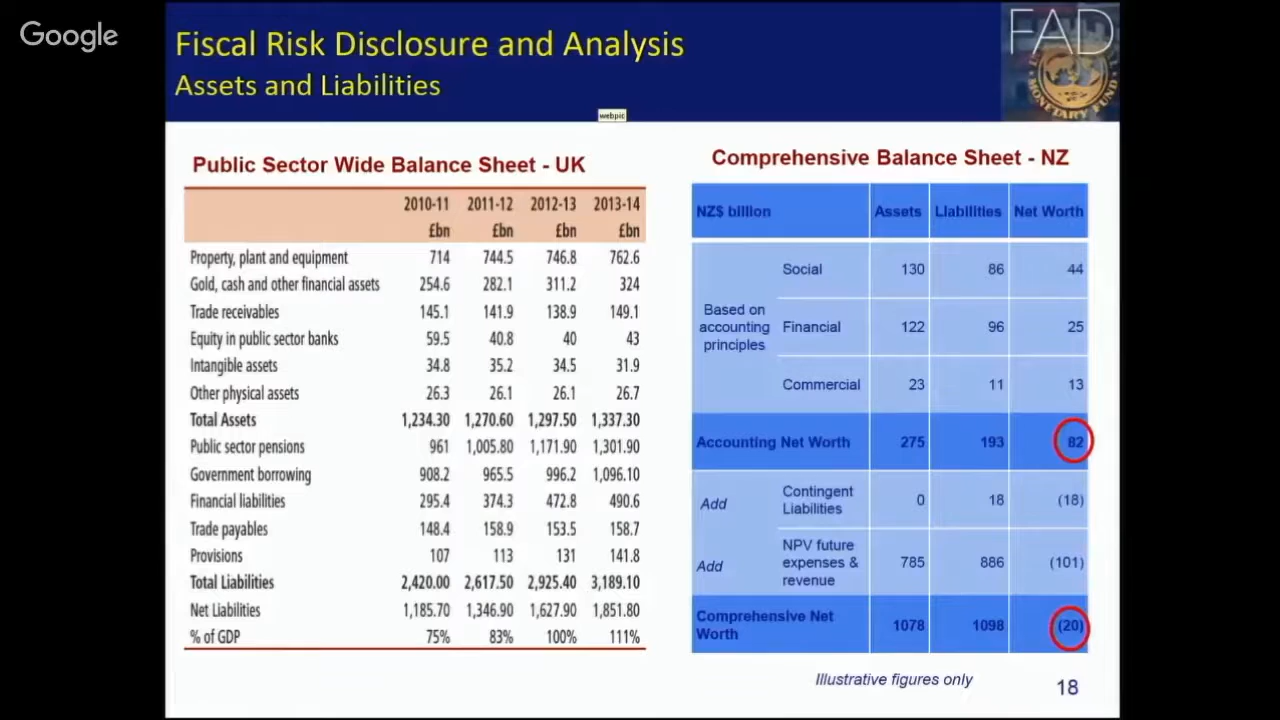 Google
Fiscal Risk Disclosure and Analysis
Assets and Liabilities
FAD
MONETARY FUND
webpic
Public Sector Wide Balance Sheet - UK
2010-11 2011-12 2012-13 2013-14
£bn £bn £bn £bn
Property, plant and equipment 714 744.5 746.8 762.6
Gold, cash and other financial assets 254.6 282.1 311.2 324
Trade receivables 145.1 141.9 138.9 149.1
Equity in public sector banks 59.5 40.8 40 43
Intangible assets 34.8 35.2 34.5 31.9
Other physical assets 26.3 26.1 26.1 26.7
Total Assets 1,234.30 1,270.60 1,297.50 1,337.30
Public sector pensions 961 1,005.80 1,171.90 1,301.90
Government borrowing 908.2 965.5 996.2 1,096.10
Financial liabilities 295.4 374.3 472.8 490.6
Trade payables 148.4 158.9 153.5 158.7
Provisions 107 113 131 141.8
Total Liabilities 2,420.00 2,617.50 2,925.40 3,189.10
Net Liabilities 1,185.70 1,346.90 1,627.90 1,851.80
% of GDP 75% 83% 100% 111%
Comprehensive Balance Sheet - NZ
NZ$ billion Assets Liabilities Net Worth
Based on
accounting
principles
Social 130 86 44
Financial 122 96 25
Commercial 23 11 13
Accounting Net Worth 275 193 82
Add Contingent
Liabilities 0 18 (18)
Add NPV future
expenses &
revenue 785 886 (101)
Comprehensive Net
Worth 1078 1098 (20)
Illustrative figures only
18